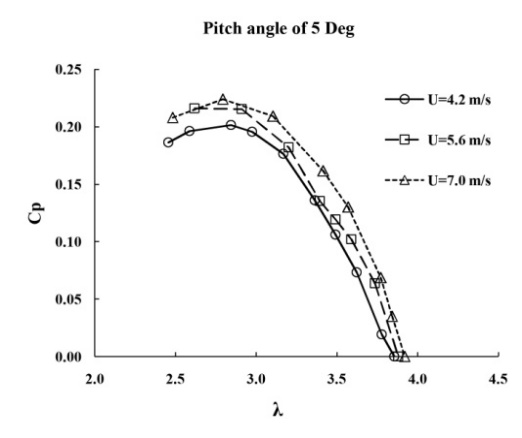 Pitch angle of 5 Deg
0.25
0.20
0.15
0.10
0.05
0.00
Cp
U=4.2 m/s
U=5.6 m/s
U=7.0 m/s
2.0 2.5 3.0 3.5 4.0 4.5
λ